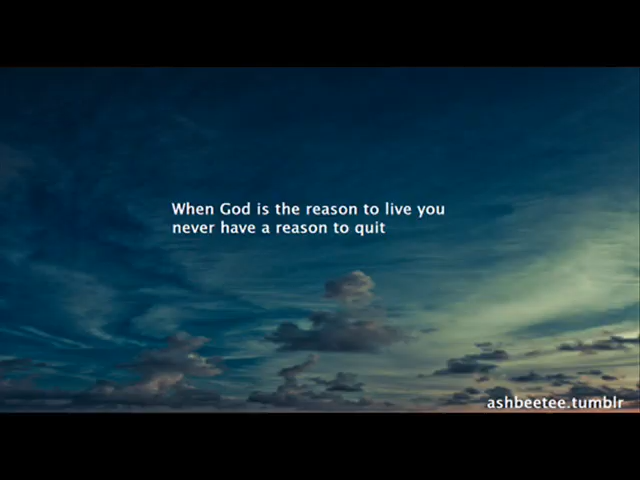 When God is the reason to live you
never have a reason to quit
ashbeetee.tumblr